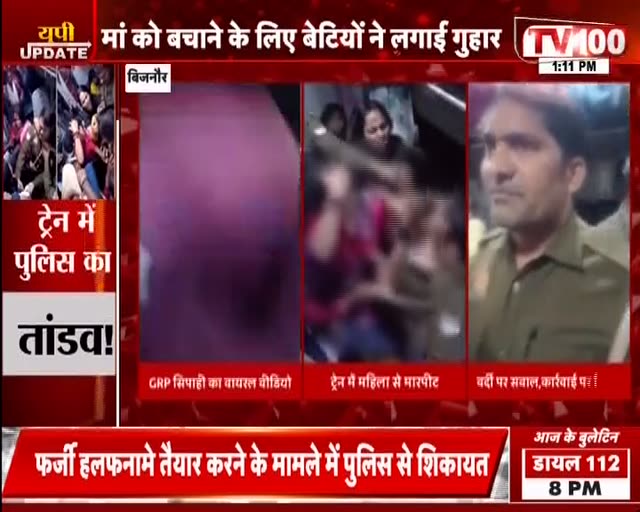 यूपी
UPDATE
मां को बचाने के लिए बेटियों ने लगाई गुहार
TV100
1:11 PM
बिजनौर
ट्रेन में
पुलिस का
तांडव!
GRP सिपाही का वायरल वीडियो
ट्रेन में महिला से मारपीट
वर्दी पर सवाल,कार्रवाई
फर्जी हलफनामे तैयार करने के मामले में पुलिस से शिकायत
आज के बुलेटिन
डायल 112
8 PM